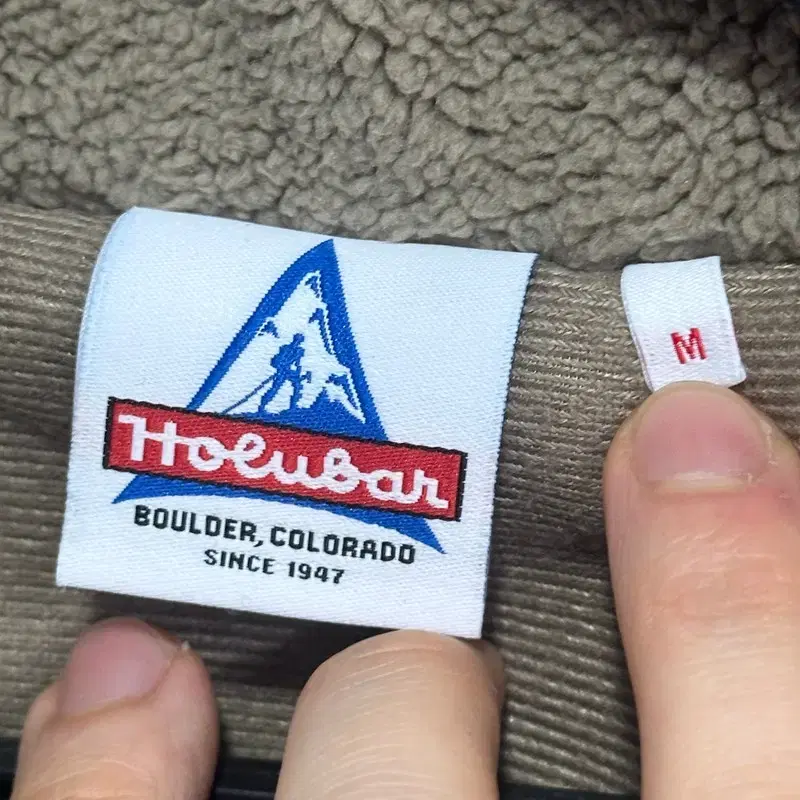 Holubar
BOULDER, COLORADO
SINCE 1947
M